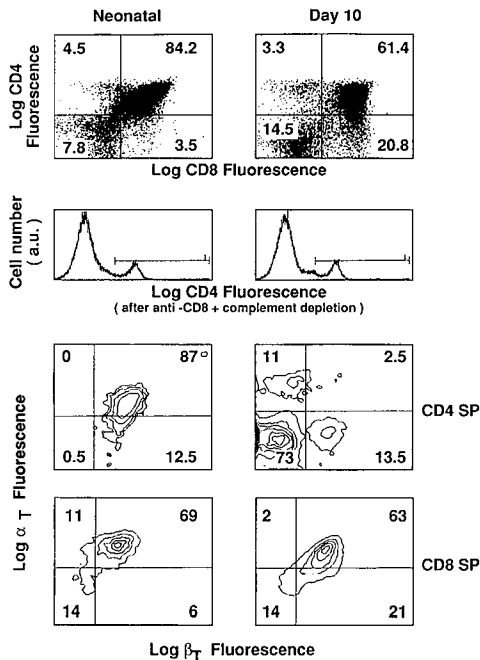 Neonatal Day 10
4.5 84.2 3.3 61.4
Log CD4
Fluorescence
7.8 3.5 14.5 20.8
Log CD8 Fluorescence
Cell number
( a.u. )
Log CD4 Fluorescence
( after anti -CD8 + complement depletion )
0 87 11 2.5
CD4 SP
0.5 12.5 73 13.5
Log α T Fluorescence
11 69 2 63
CD8 SP
14 6 14 21
Log βT Fluorescence